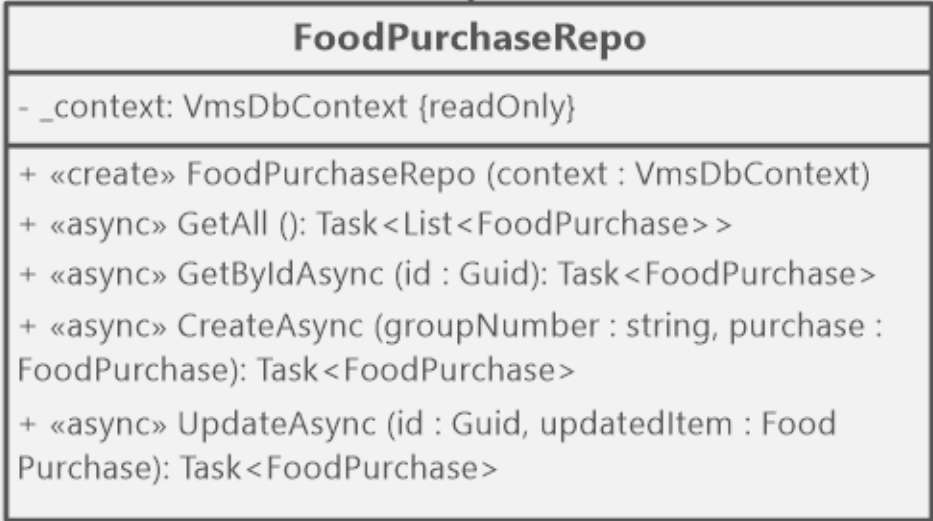 FoodPurchaseRepo
- _context: VmsDbContext {readOnly}
+ «create» FoodPurchaseRepo (context : VmsDbContext)
+ «async» GetAll (): Task<List<FoodPurchase>>
+ «async» GetByIdAsync (id : Guid): Task<FoodPurchase>
+ «async» CreateAsync (groupNumber : string, purchase :
FoodPurchase): Task<FoodPurchase>
+ «async» UpdateAsync (id : Guid, updatedItem : Food
Purchase): Task<FoodPurchase>